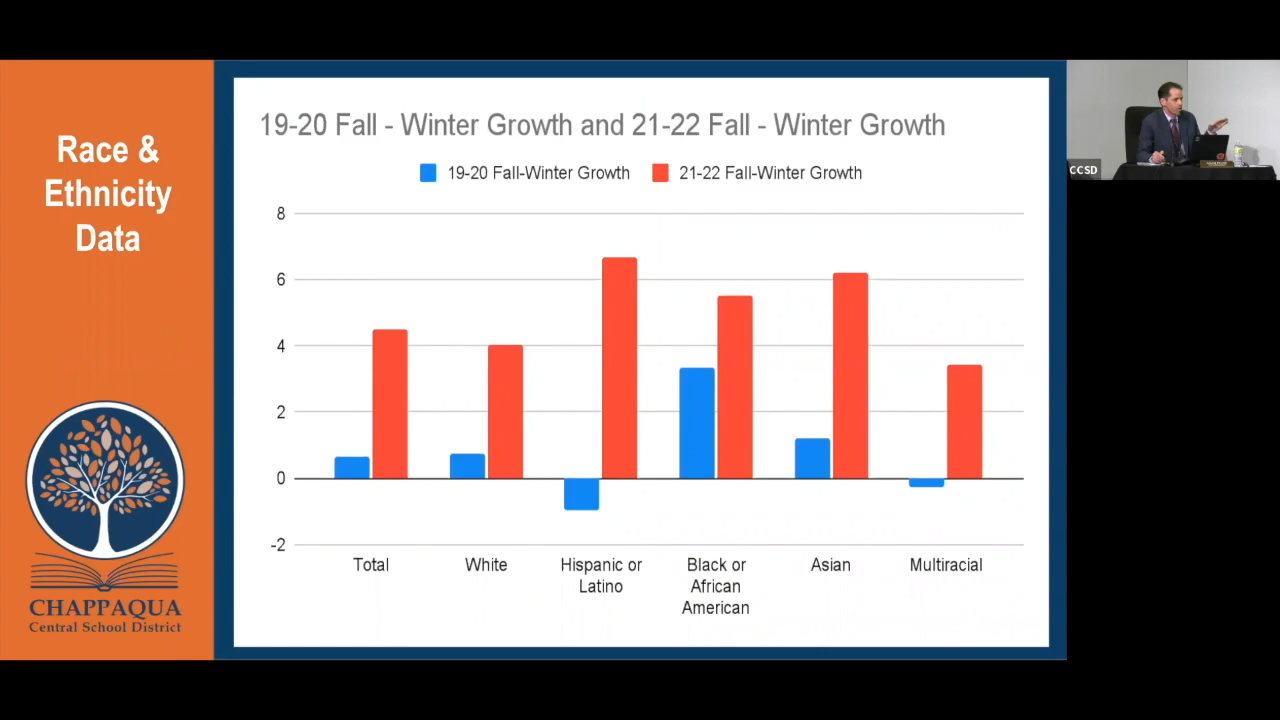 Race &
Ethnicity
Data
CHAPPAQUA
Central School District
19-20 Fall - Winter Growth and 21-22 Fall - Winter Growth
19-20 Fall-Winter Growth
21-22 Fall-Winter Growth
8
6
4
2
0
-2
Total
White
Hispanic or
Latino
Black or
African
American
Asian
Multiracial
CCSD